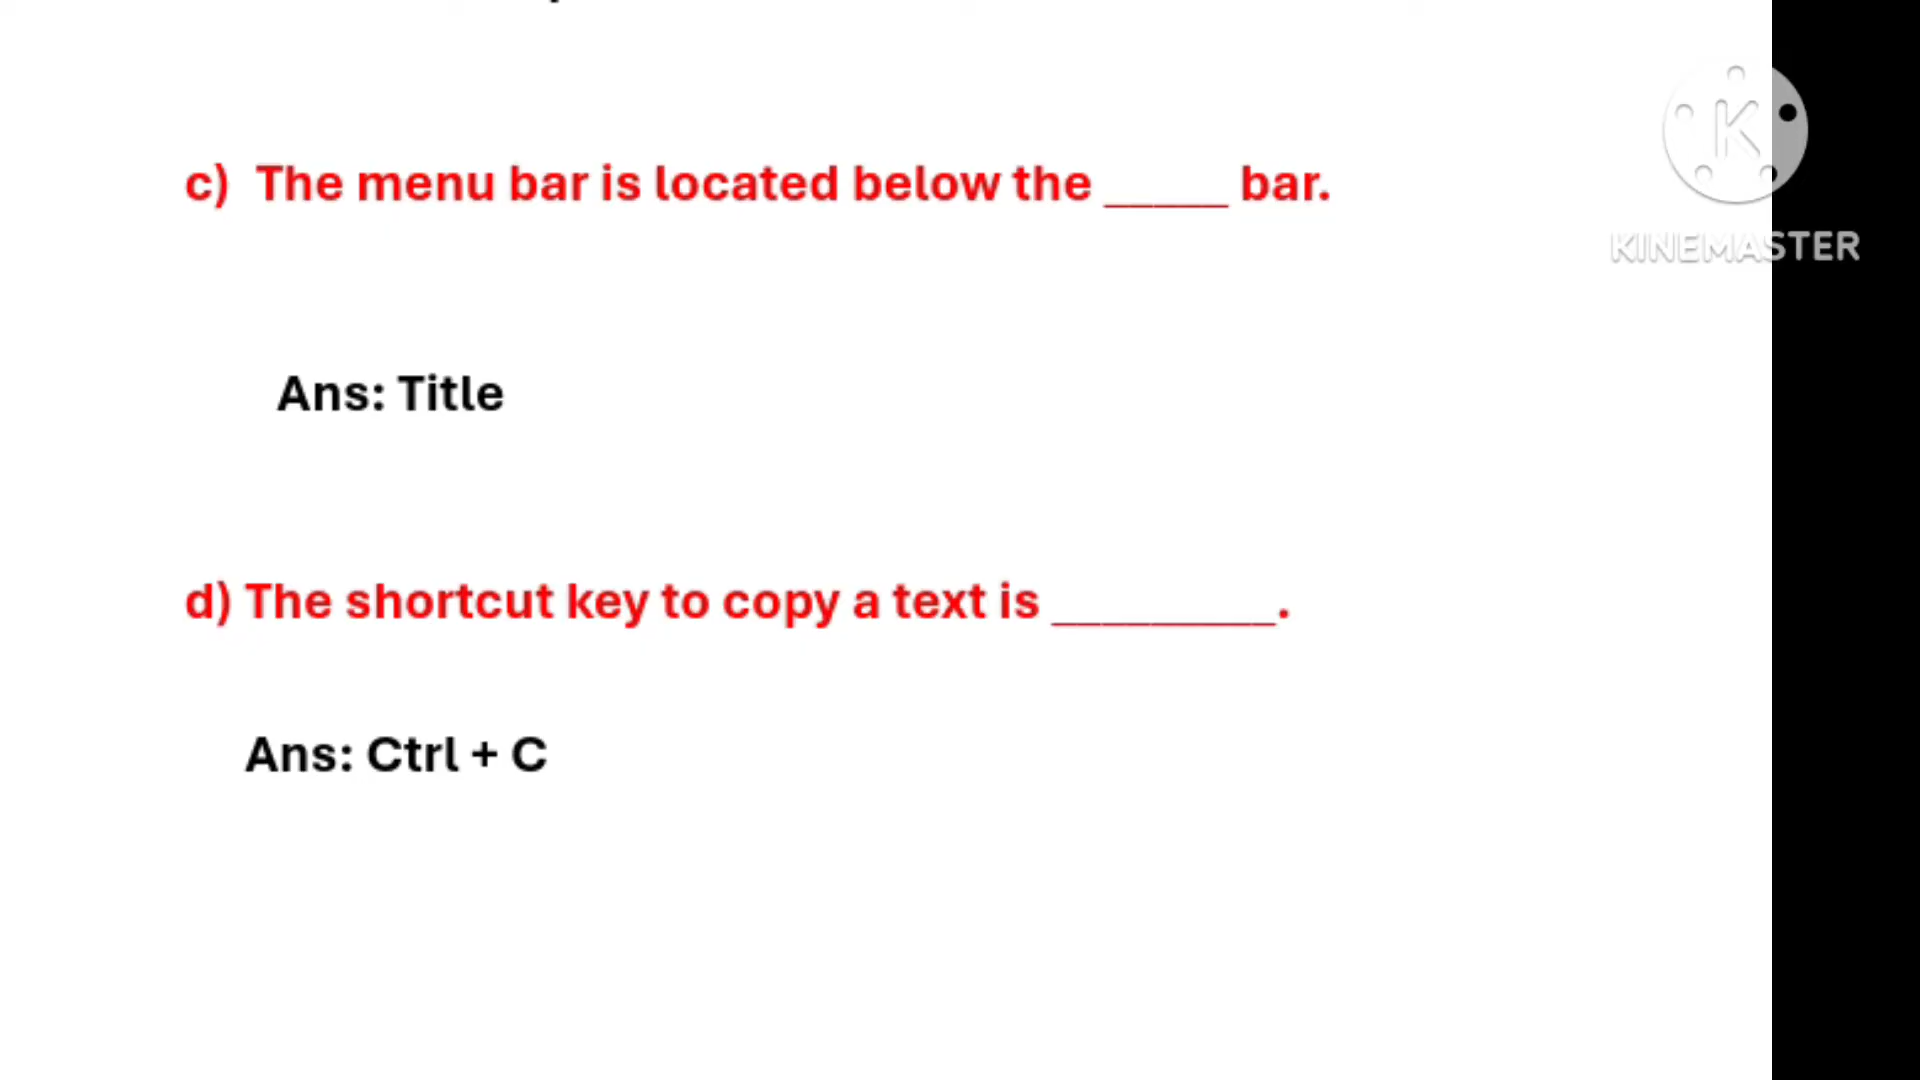 c) The menu bar is located below the _____ bar.
K
KINEMASTER
Ans: Title
d) The shortcut key to copy a text is _________.
Ans: Ctrl + C